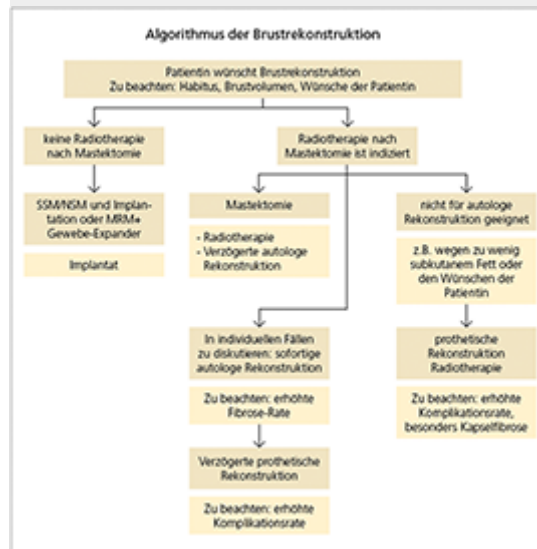 Algorithmus der Brustrekonstruktion
Patientin wünscht Brustrekonstruktion
Zu beachten: Habitus, Brustvolumen, Wünsche der Patientin
keine Radiotherapie
nach Mastektomie
Radiotherapie nach
Mastektomie ist indiziert
SSM/NSM und Implan-
tation oder MRM+
Gewebe-Expander
Implantat
Mastektomie
- Radiotherapie
- Verzögerte autologe
Rekonstruktion
nicht für autologe
Rekonstruktion geeignet
z.B. wegen zu wenig
subkutanem Fett oder
den Wünschen der
Patientin
In individuellen Fällen
zu diskutieren: sofortige
autologe Rekonstruktion
Zu beachten: erhöhte
Fibrose-Rate
prothetische
Rekonstruktion
Radiotherapie
Zu beachten: erhöhte
Komplikationsrate,
besonders Kapselfibrose
Verzögerte prothetische
Rekonstruktion
Zu beachten: erhöhte
Komplikationsrate